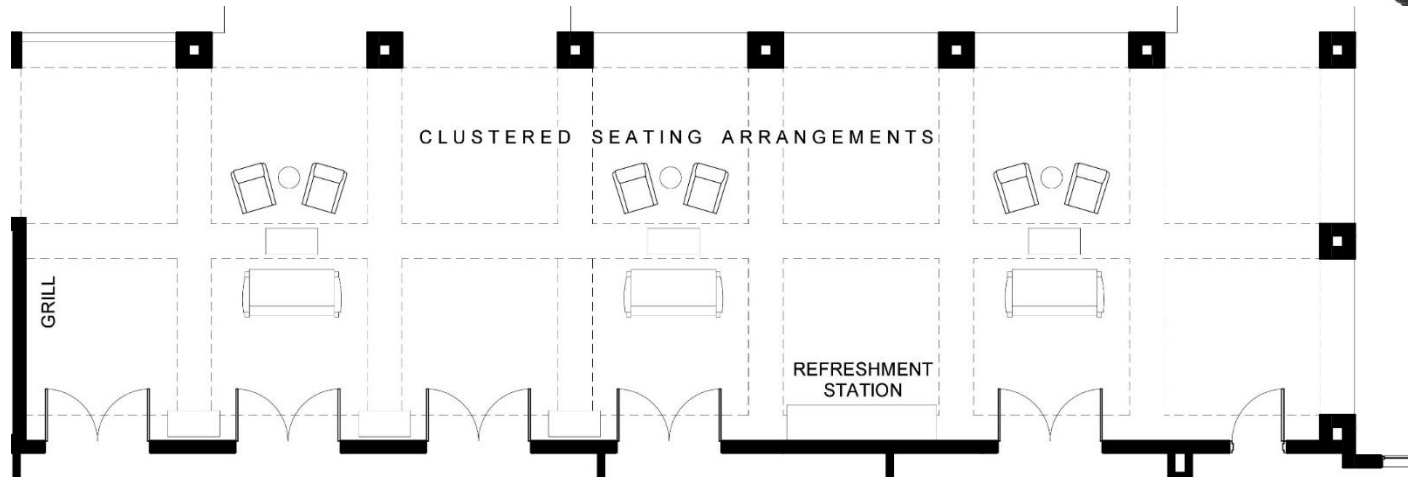 CLUSTERED SEATING ARRANGEMENTS
GRILL
REFRESHMENT
STATION